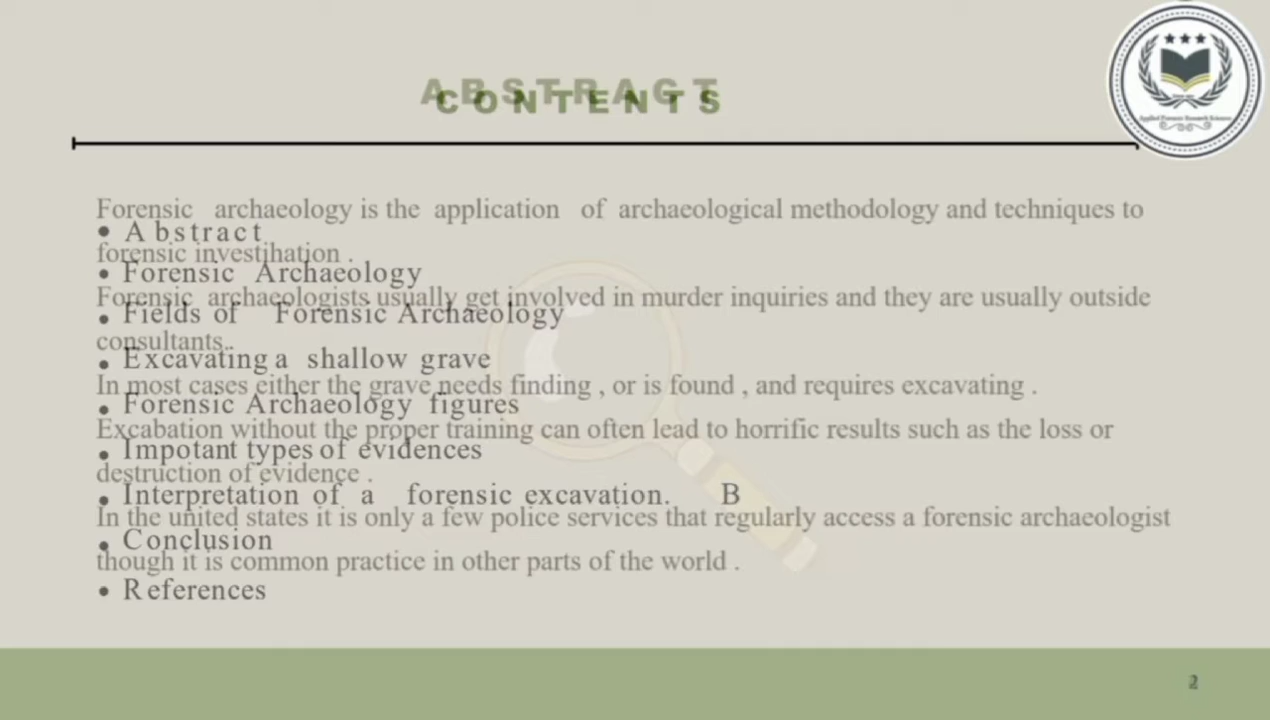 ABSTRACT
CONTENTS
Applied Forensic Research Sciences
Forensic archaeology is the application of archaeological methodology and techniques to
• Abstract
forensic investihation .
• Forensic Archaeology
Forensic archaeologists usually get involved in murder inquiries and they are usually outside
• Fields of Forensic Archaeology
consultants..
• Excavating a shallow grave
In most cases either the grave needs finding , or is found , and requires excavating .
• Forensic Archaeology figures
Excabation without the proper training can often lead to horrific results such as the loss or
• Impotant types of evidences
destruction of evidence .
• Interpretation of a forensic excavation. B
In the united states it is only a few police services that regularly access a forensic archaeologist
• Conclusion
though it is common practice in other parts of the world .
• References